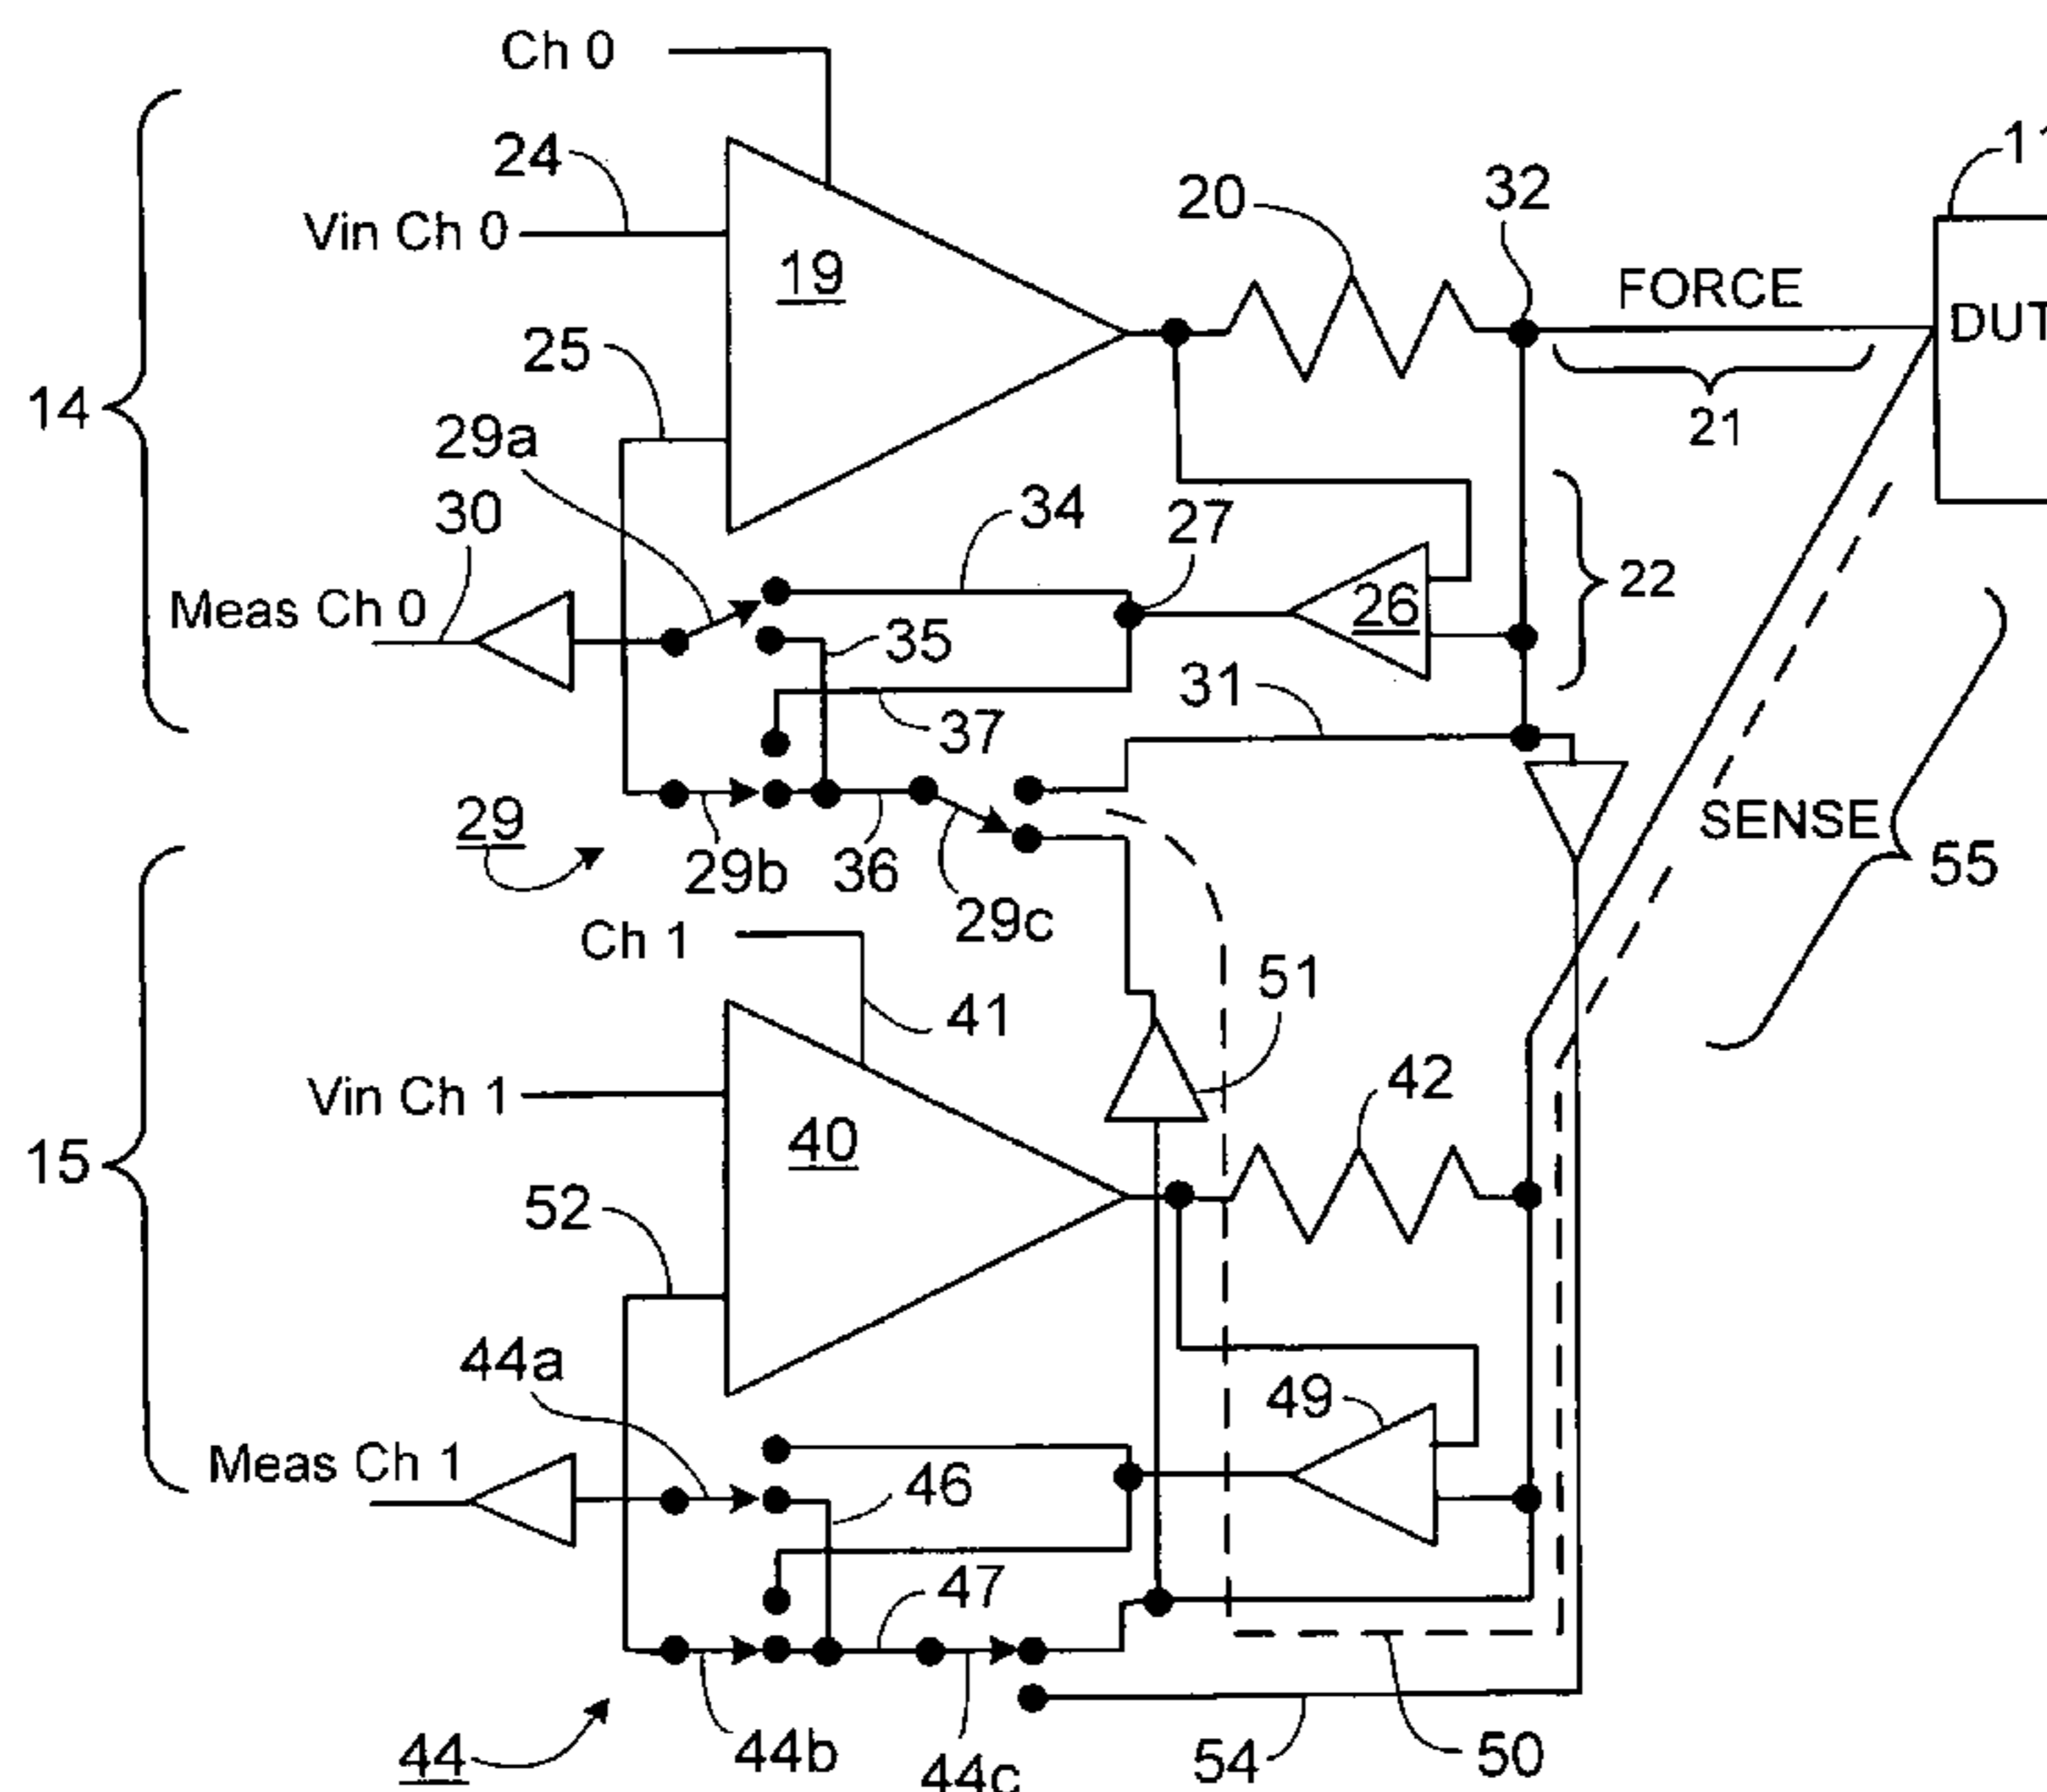 Ch 0
24
Vin Ch 0
19
20
32
FORCE
11
DUT
25
21
14
29a
30
34
27
26
22
Meas Ch 0
35
31
37
SENSE
55
29
29b
36
29c
Ch 1
41
51
Vin Ch 1
40
42
15
52
44a
49
Meas Ch 1
46
47
44
44b
44c
54
50